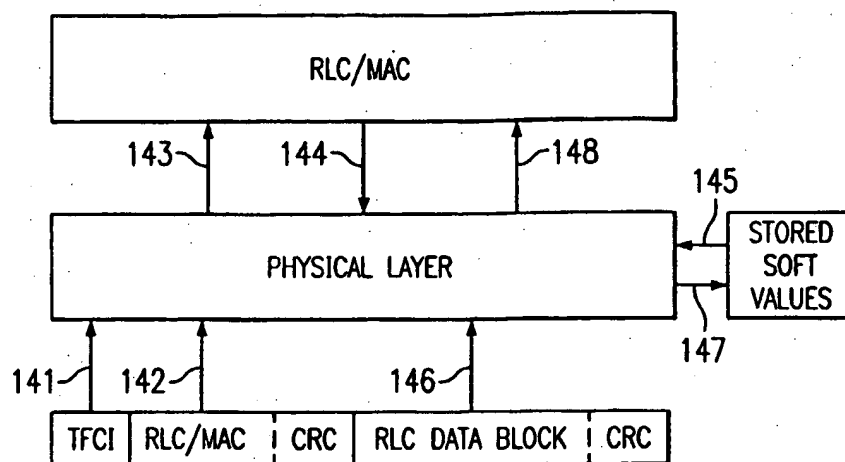 RLC/MAC
143
144
148
145
PHYSICAL LAYER
STORED
SOFT
VALUES
147
141
142
146
TFCI RLC/MAC CRC RLC DATA BLOCK CRC